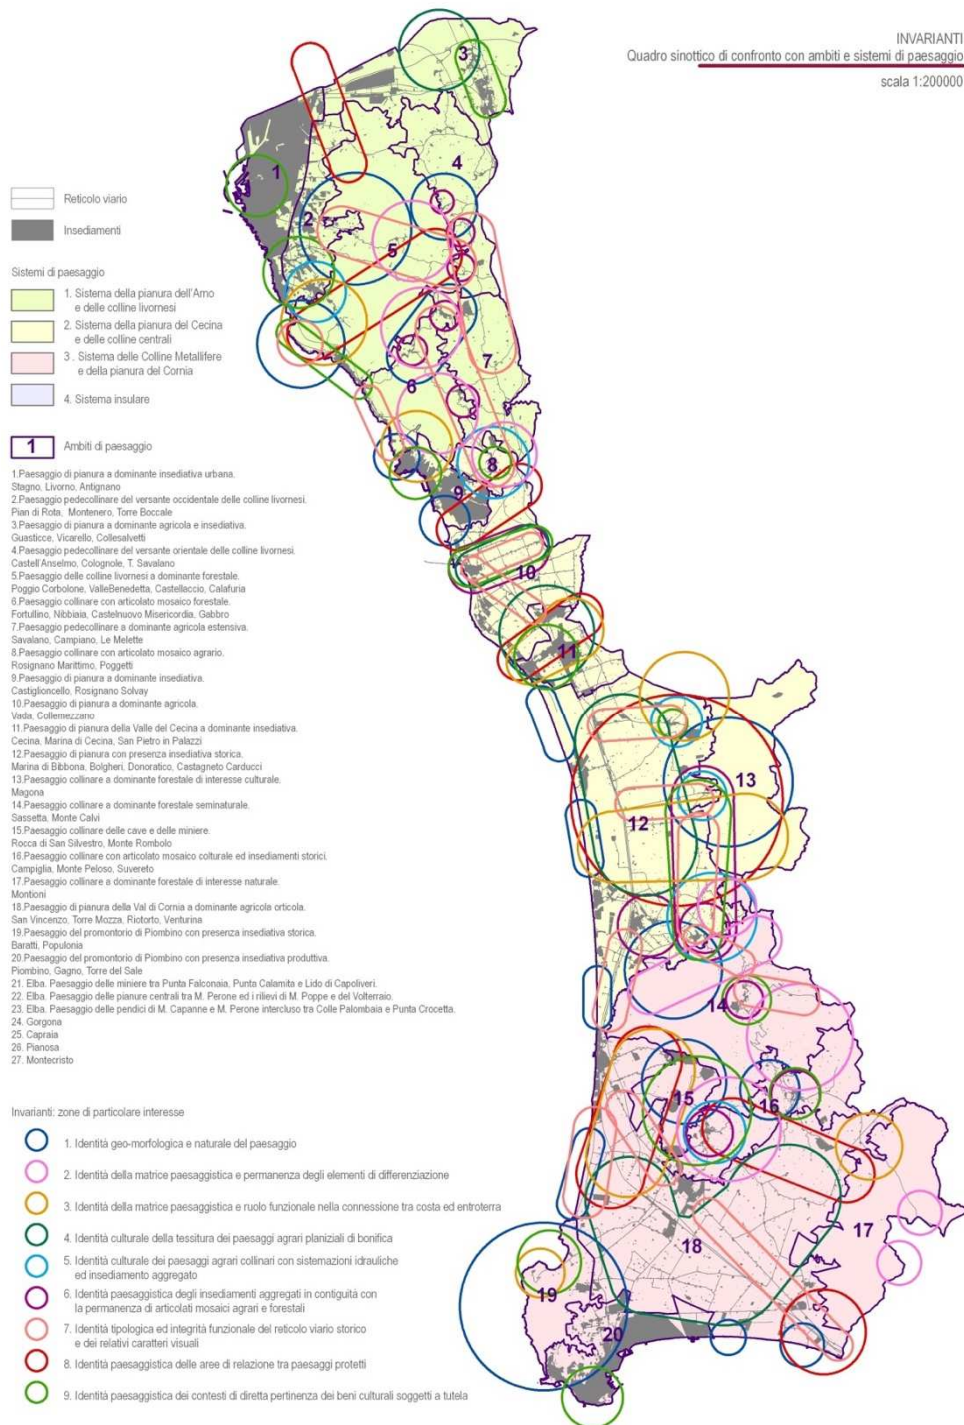 INVARIANTI
Quadro sinottico di confronto con ambiti e sistemi di paesaggio
scala 1:200000
Reticolo viario
Insediamenti
Sistemi di paesaggio
1. Sistema della pianura dell'Arno
e delle colline livornesi
2. Sistema della pianura del Cecina
e delle colline centrali
3 . Sistema delle Colline Metallifere
e della pianura del Cornia
4. Sistema insulare
1 Ambiti di paesaggio
1.Paesaggio di pianura a dominante insediativa urbana.
Stagno, Livorno, Antignano
2.Paesaggio pedecollinare del versante occidentale delle colline livornesi.
Pian di Rota, Montenero, Torre Boccale
3.Paesaggio di pianura a dominante agricola e insediativa.
Guasticce, Vicarello, Collesalvetti
4.Paesaggio pedecollinare del versante orientale delle colline livornesi.
Castell'Anselmo, Colognole, T. Savalano
5.Paesaggio delle colline livornesi a dominante forestale.
Poggio Corbolone, ValleBenedetta, Castellaccio, Calafuria
6.Paesaggio collinare con articolato mosaico forestale.
Fortullino, Nibbiaia, Castelnuovo Misericordia, Gabbro
7.Paesaggio pedecollinare a dominante agricola estensiva.
Savalano, Campiano, Le Melette
8.Paesaggio collinare con articolato mosaico agrario.
Rosignano Marittimo, Poggetti
9.Paesaggio di pianura a dominante insediativa.
Castiglioncello, Rosignano Solvay
10.Paesaggio di pianura a dominante agricola.
Vada, Collemezzano
11.Paesaggio di pianura della Valle del Cecina a dominante insediativa.
Cecina, Marina di Cecina, San Pietro in Palazzi
12.Paesaggio di pianura con presenza insediativa storica.
Marina di Bibbona, Bolgheri, Donoratico, Castagneto Carducci
13.Paesaggio collinare a dominante forestale di interesse culturale.
Magona
14.Paesaggio collinare a dominante forestale seminaturale.
Sassetta, Monte Calvi
15.Paesaggio collinare delle cave e delle miniere.
Rocca di San Silvestro, Monte Rombolo
16.Paesaggio collinare con articolato mosaico colturale ed insediamenti storici.
Campiglia, Monte Peloso, Suvereto
17.Paesaggio collinare a dominante forestale di interesse naturale.
Montioni
18.Paesaggio di pianura della Val di Cornia a dominante agricola orticola.
San Vincenzo, Torre Mozza, Riotorto, Venturina
19.Paesaggio del promontorio di Piombino con presenza insediativa storica.
Baratti, Populonia
20.Paesaggio del promontorio di Piombino con presenza insediativa produttiva.
Piombino, Gagno, Torre del Sale
21. Elba. Paesaggio delle miniere tra Punta Falconaia, Punta Calamita e Lido di Capoliveri.
22. Elba. Paesaggio delle pianure centrali tra M. Perone ed i rilievi di M. Poppe e del Volterraio.
23. Elba. Paesaggio delle pendici di M. Capanne e M. Perone intercluso tra Colle Palombaia e Punta Crocetta.
24. Gorgona
25. Capraia
26. Pianosa
27. Montecristo
Invarianti: zone di particolare interesse
1. Identità geo-morfologica e naturale del paesaggio
2. Identità della matrice paesaggistica e permanenza degli elementi di differenziazione
3. Identità della matrice paesaggistica e ruolo funzionale nella connessione tra costa ed entroterra
4. Identità culturale della tessitura dei paesaggi agrari planiziali di bonifica
5. Identità culturale dei paesaggi agrari collinari con sistemazioni idrauliche
ed insediamento aggregato
6. Identità paesaggistica degli insediamenti aggregati in contiguità con
la permanenza di articolati mosaici agrari e forestali
7. Identità tipologica ed integrità funzionale del reticolo viario storico
e dei relativi caratteri visuali
8. Identità paesaggistica delle aree di relazione tra paesaggi protetti
9. Identità paesaggistica dei contesti di diretta pertinenza dei beni culturali soggetti a tutela
3
4
1
2
5
7
6
8
9
10
11
13
12
14
15
16
17
18
19
20